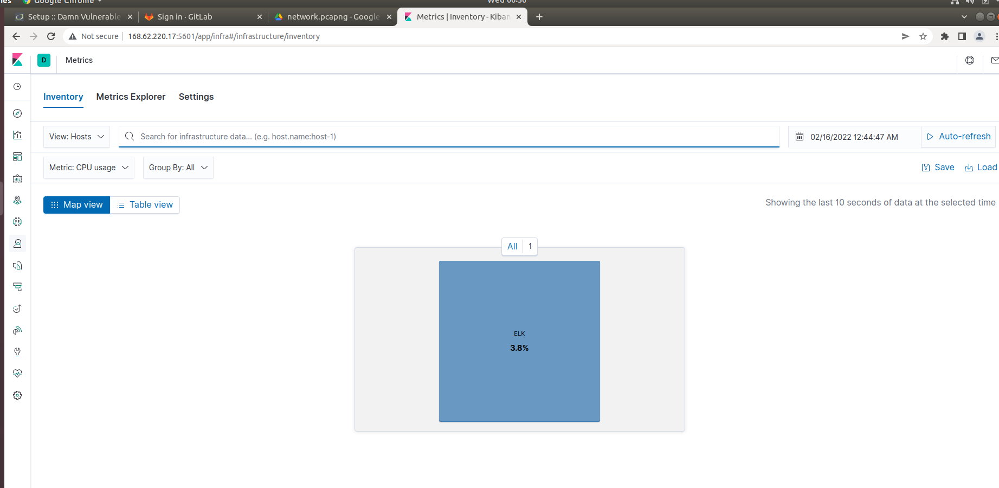 Google Chrome
Setup :: Damn Vulnerable
Sign in · GitLab
network.pcapng - Google
Metrics | Inventory - Kiban
Not secure
168.62.220.17:5601/app/infra#/infrastructure/inventory
D
Metrics
Inventory
Metrics Explorer
Settings
View: Hosts
Search for infrastructure data... (e.g. host.name:host-1)
02/16/2022 12:44:47 AM
Auto-refresh
Metric: CPU usage
Group By: All
Save
Load
Map view
Table view
Showing the last 10 seconds of data at the selected time
All
1
ELK
3.8%